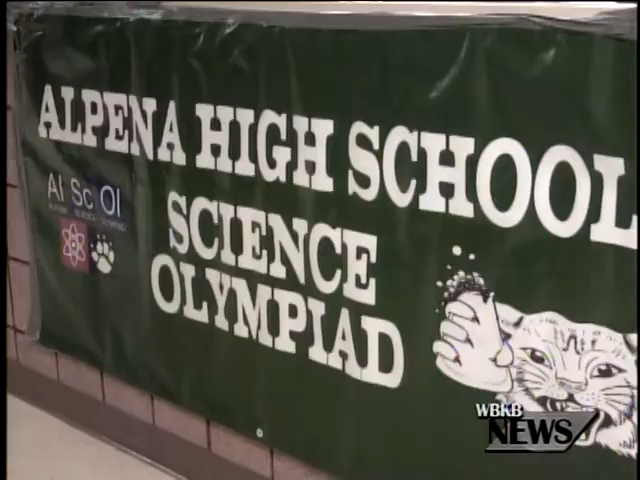 ALPENA HIGH SCHOOL
Al Sc Ol
ALPENA SCIENCE OLYMPIAD
SCIENCE
OLYMPIAD
WBKB
NEWS